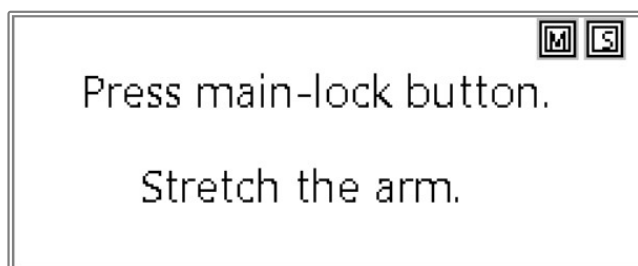 M S
Press main-lock button.
Stretch the arm.